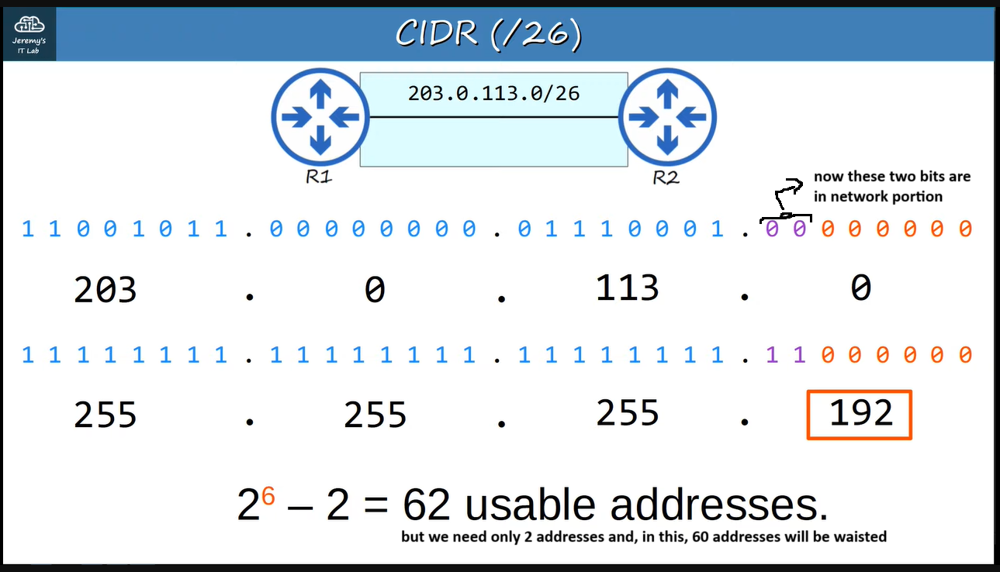 Jeremy's
IT Lab
CIDR (/26)
203.0.113.0/26
R1
R2
now these two bits are
in network portion
1 1 0 0 1 0 1 1 . 0 0 0 0 0 0 0 0 . 0 1 1 1 0 0 0 1 . 0 0 0 0 0 0 0 0
203 . 0 . 113 . 0
1 1 1 1 1 1 1 1 . 1 1 1 1 1 1 1 1 . 1 1 1 1 1 1 1 1 . 1 1 0 0 0 0 0 0
255 . 255 . 255 . 192
2⁶ – 2 = 62 usable addresses.
but we need only 2 addresses and, in this, 60 addresses will be waisted